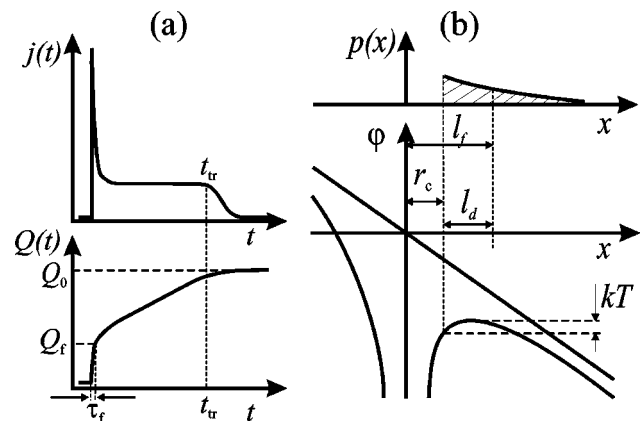 (a)
(b)
j(t)
t_tr
t
Q(t)
Q_0
Q_f
τ_f
t_tr
t
p(x)
x
l_f
φ
r_c
l_d
x
kT